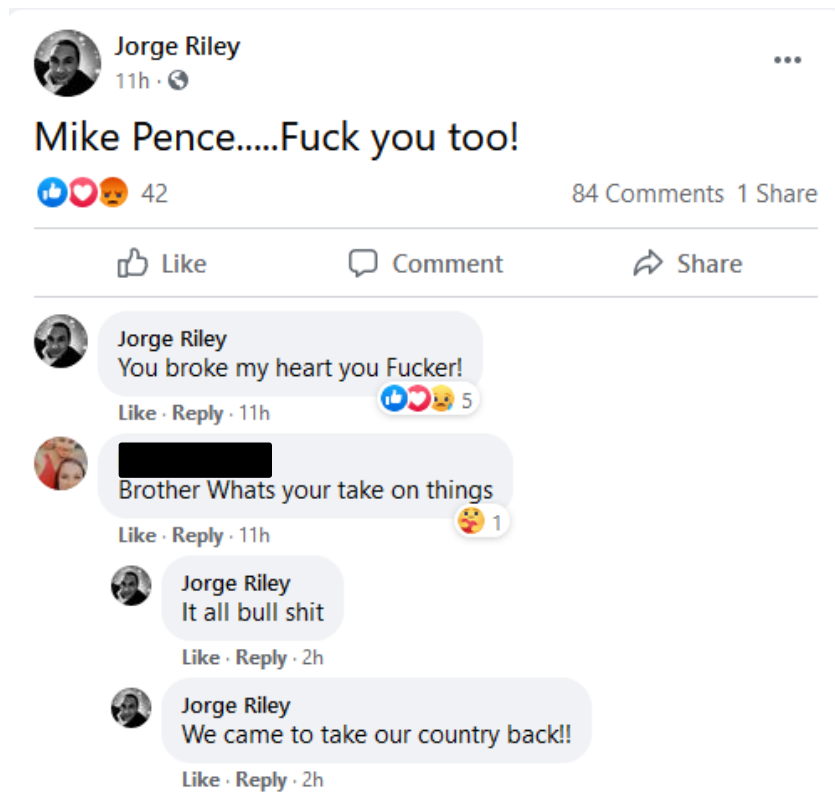 Jorge Riley
11h ·
Mike Pence.....Fuck you too!
42 84 Comments 1 Share
Like Comment Share
Jorge Riley
You broke my heart you Fucker!
5
Like · Reply · 11h
Brother Whats your take on things
1
Like · Reply · 11h
Jorge Riley
It all bull shit
Like · Reply · 2h
Jorge Riley
We came to take our country back!!
Like · Reply · 2h